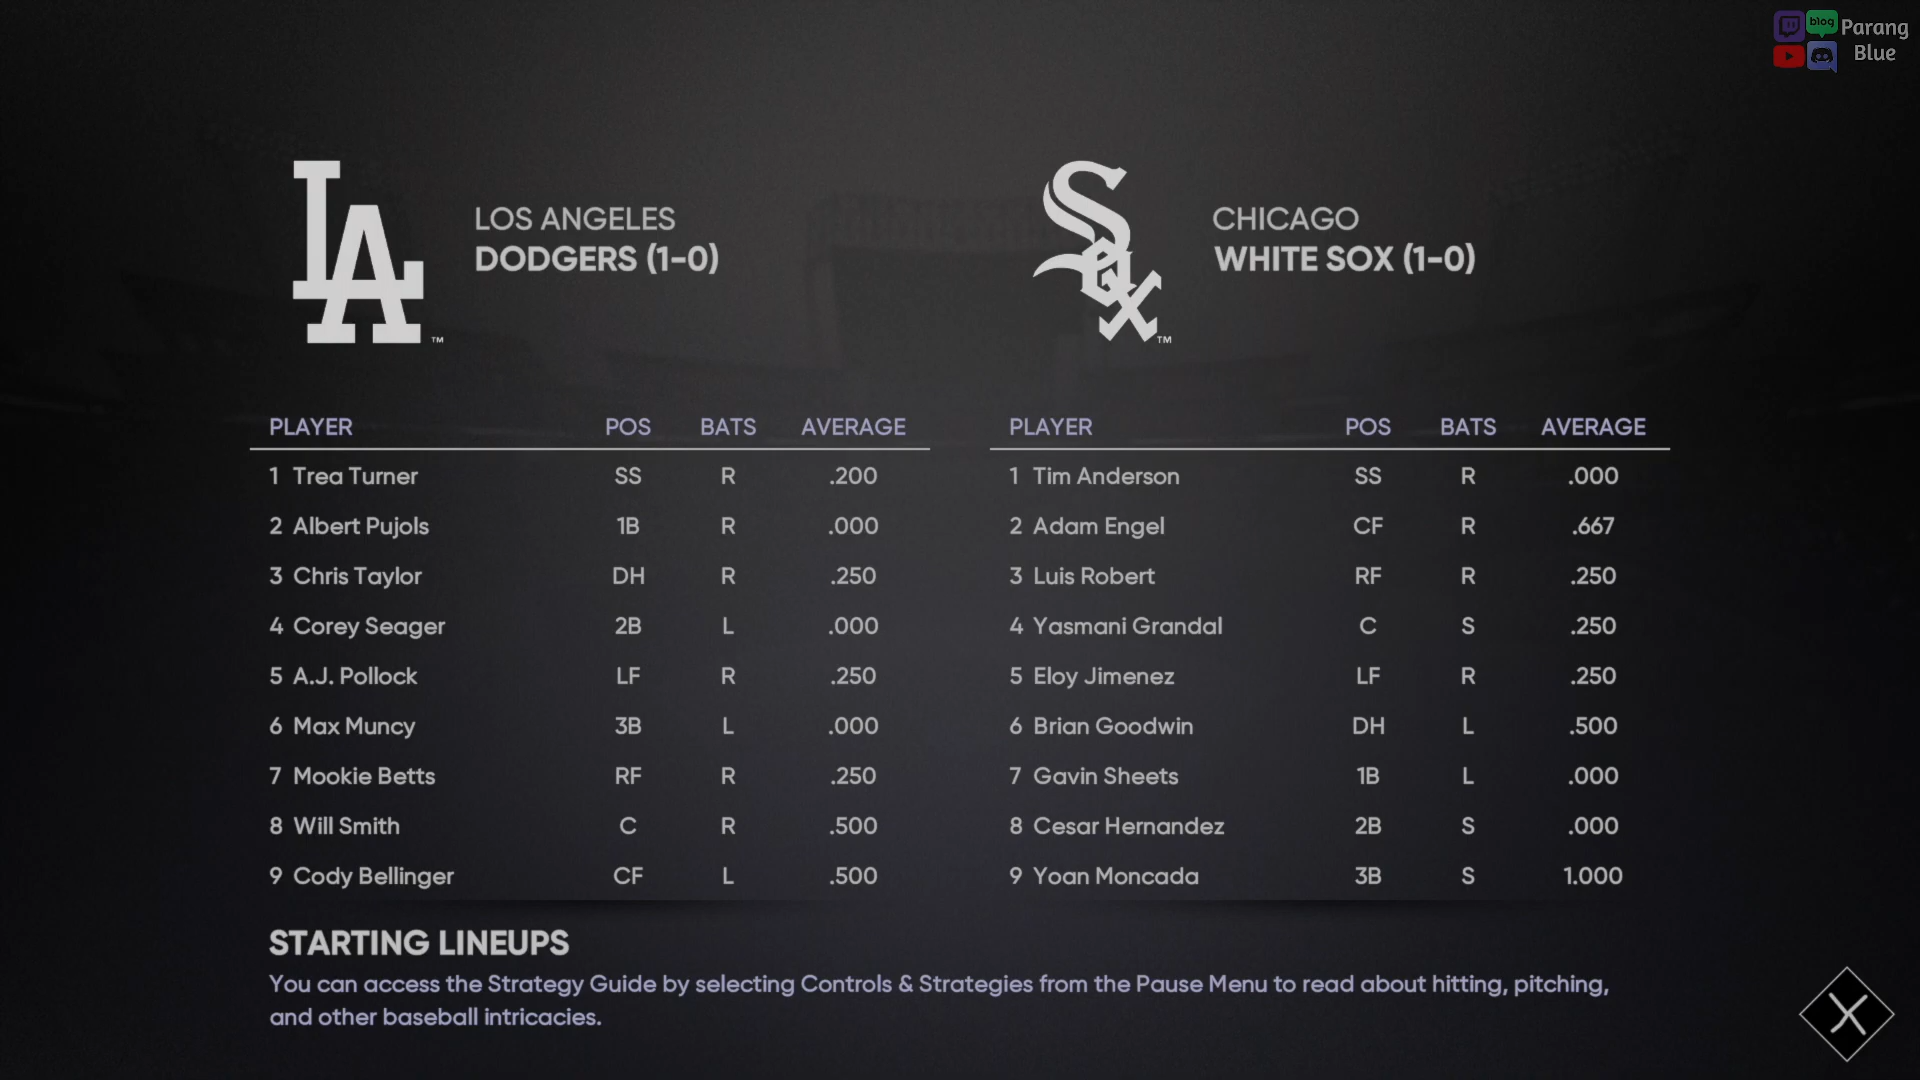 blog Parang
Blue
LA ™
LOS ANGELES
DODGERS (1-0)
Sox ™
CHICAGO
WHITE SOX (1-0)
PLAYER POS BATS AVERAGE
1 Trea Turner SS R .200
2 Albert Pujols 1B R .000
3 Chris Taylor DH R .250
4 Corey Seager 2B L .000
5 A.J. Pollock LF R .250
6 Max Muncy 3B L .000
7 Mookie Betts RF R .250
8 Will Smith C R .500
9 Cody Bellinger CF L .500
PLAYER POS BATS AVERAGE
1 Tim Anderson SS R .000
2 Adam Engel CF R .667
3 Luis Robert RF R .250
4 Yasmani Grandal C S .250
5 Eloy Jimenez LF R .250
6 Brian Goodwin DH L .500
7 Gavin Sheets 1B L .000
8 Cesar Hernandez 2B S .000
9 Yoan Moncada 3B S 1.000
STARTING LINEUPS
You can access the Strategy Guide by selecting Controls & Strategies from the Pause Menu to read about hitting, pitching,
and other baseball intricacies.
X